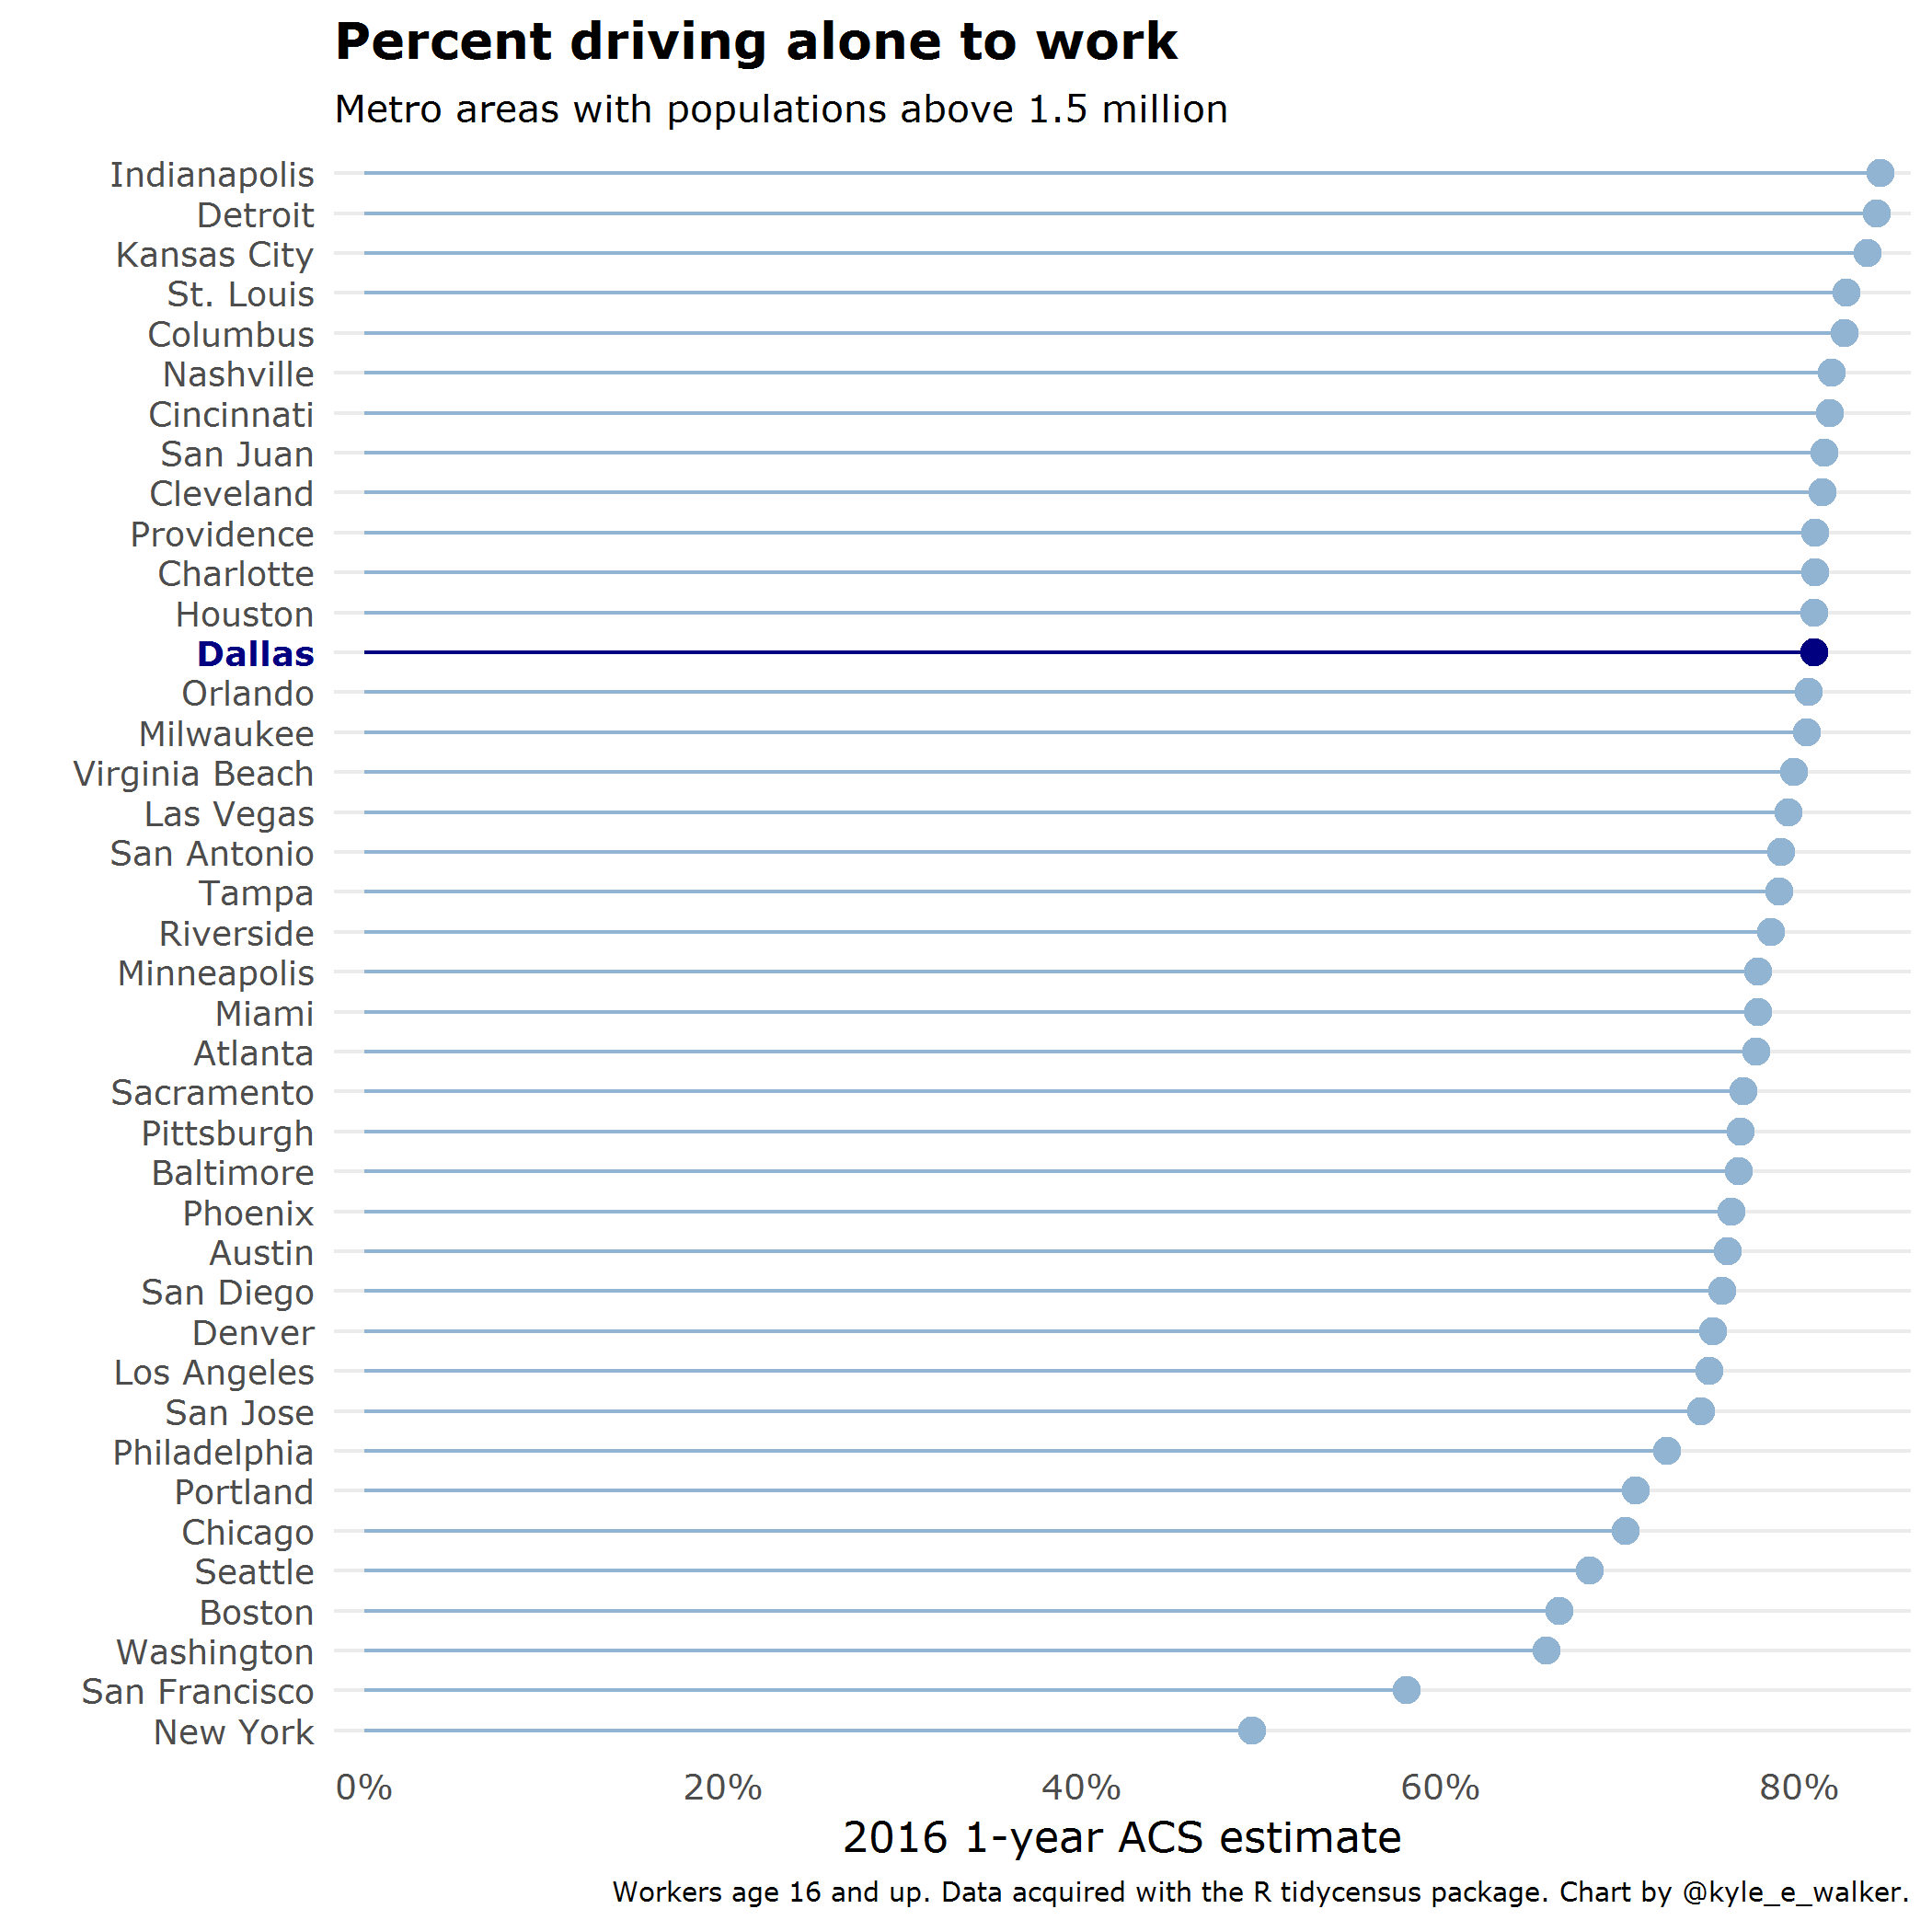 Percent driving alone to work
Metro areas with populations above 1.5 million
Indianapolis
Detroit
Kansas City
St. Louis
Columbus
Nashville
Cincinnati
San Juan
Cleveland
Providence
Charlotte
Houston
Dallas
Orlando
Milwaukee
Virginia Beach
Las Vegas
San Antonio
Tampa
Riverside
Minneapolis
Miami
Atlanta
Sacramento
Pittsburgh
Baltimore
Phoenix
Austin
San Diego
Denver
Los Angeles
San Jose
Philadelphia
Portland
Chicago
Seattle
Boston
Washington
San Francisco
New York
0% 20% 40% 60% 80%
2016 1-year ACS estimate
Workers age 16 and up. Data acquired with the R tidycensus package. Chart by @kyle_e_walker.